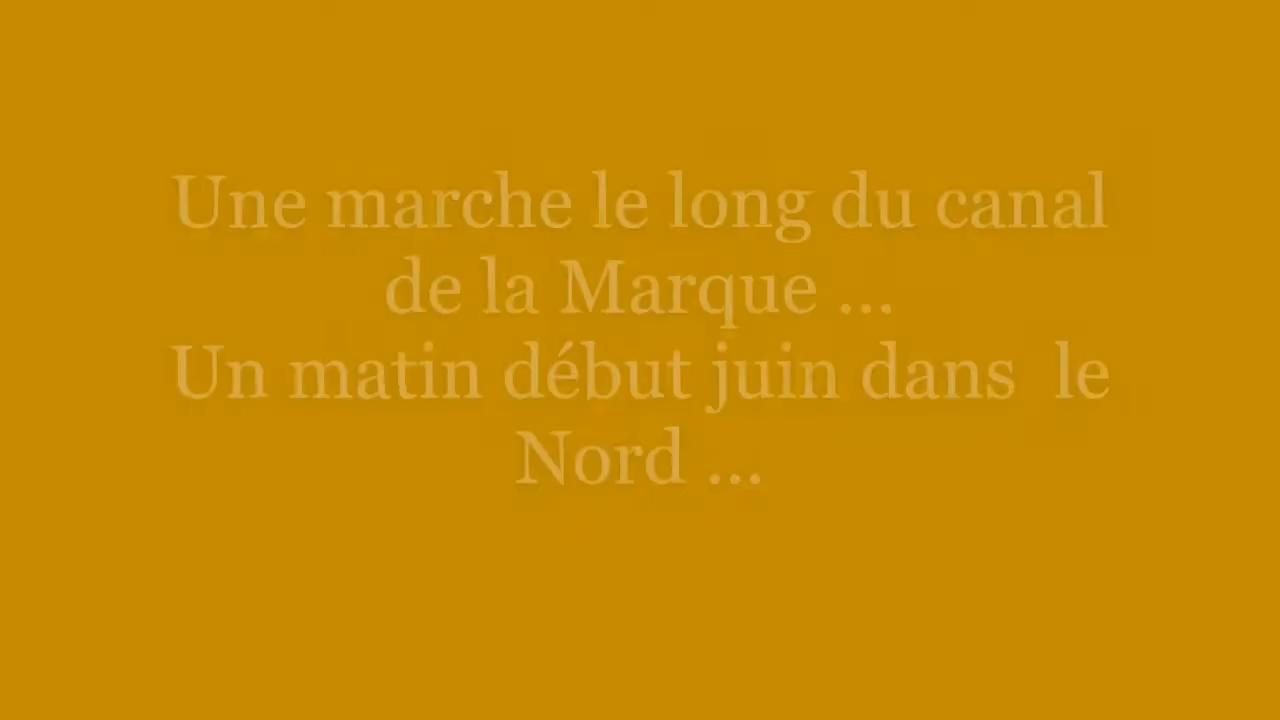 Une marche le long du canal
de la Marque ...
Un matin début juin dans  le
Nord ...